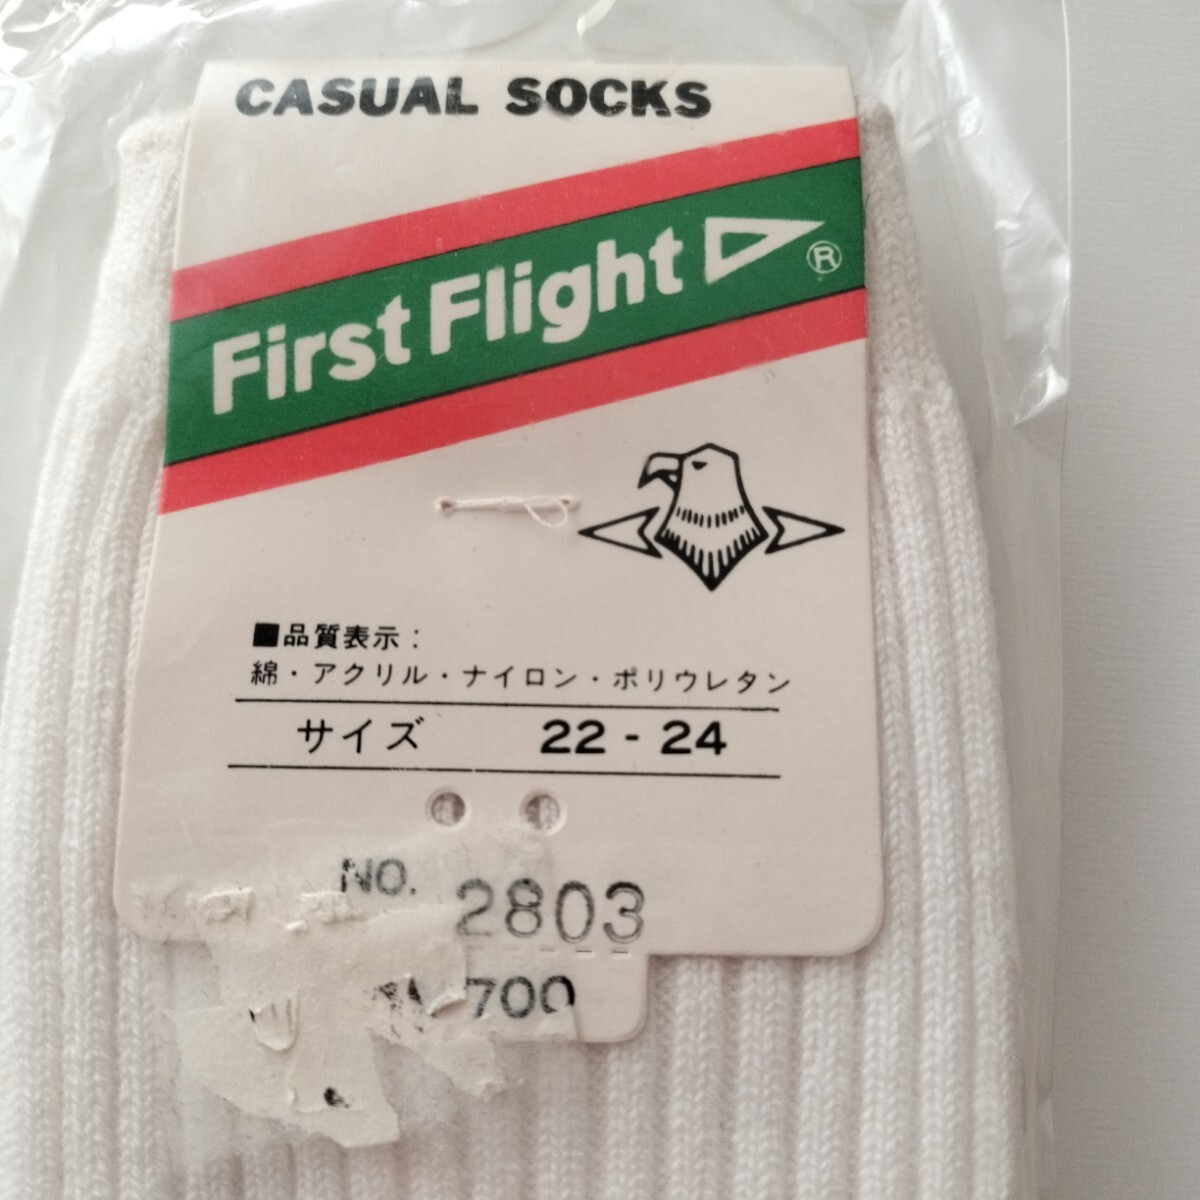 CASUAL SOCKS
First Flight ®
■品質表示:
綿・アクリル・ナイロン・ポリウレタン
サイズ 22 - 24
NO. 2803
700